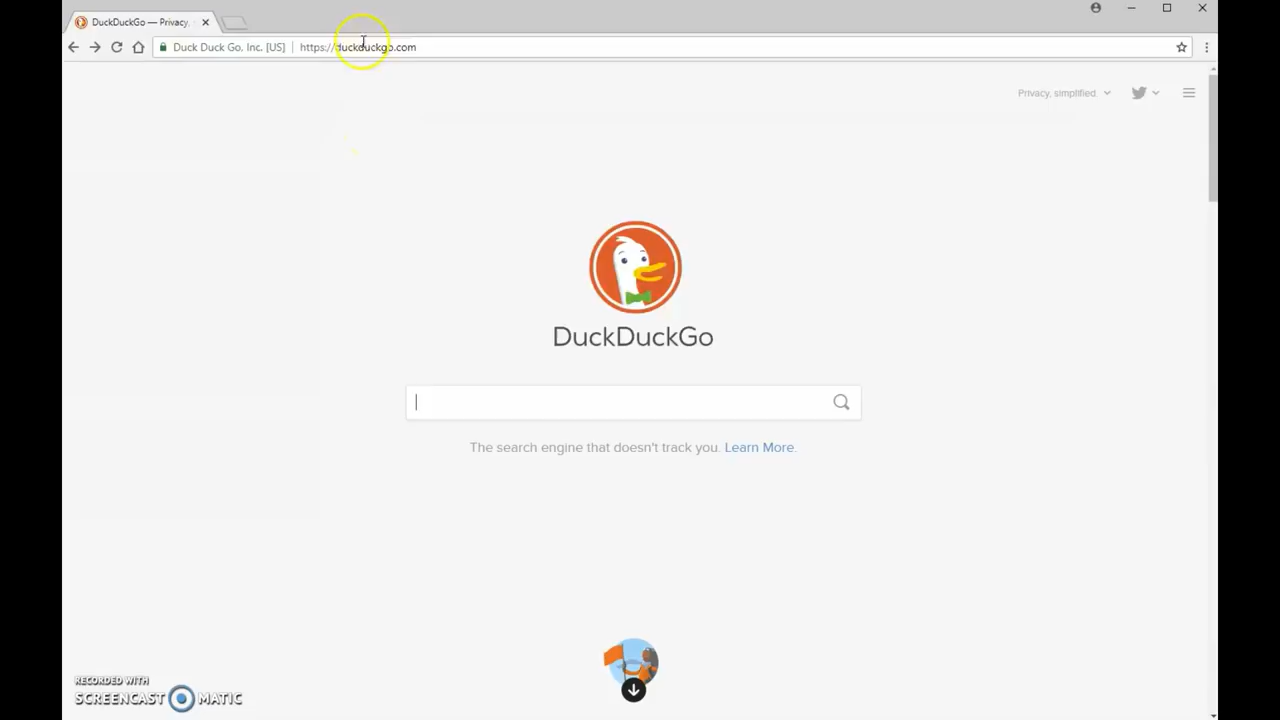 DuckDuckGo — Privacy,
Duck Duck Go, Inc. [US] https://duckduckgo.com
Privacy, simplified.
DuckDuckGo
The search engine that doesn't track you. Learn More.
RECORDED WITH
SCREENCAST MATIC